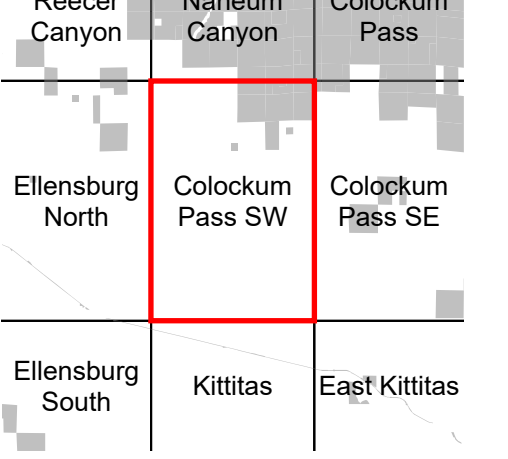 Reecer
Canyon
Naneum
Canyon
Colockum
Pass
Ellensburg
North
Colockum
Pass SW
Colockum
Pass SE
Ellensburg
South
Kittitas
East Kittitas